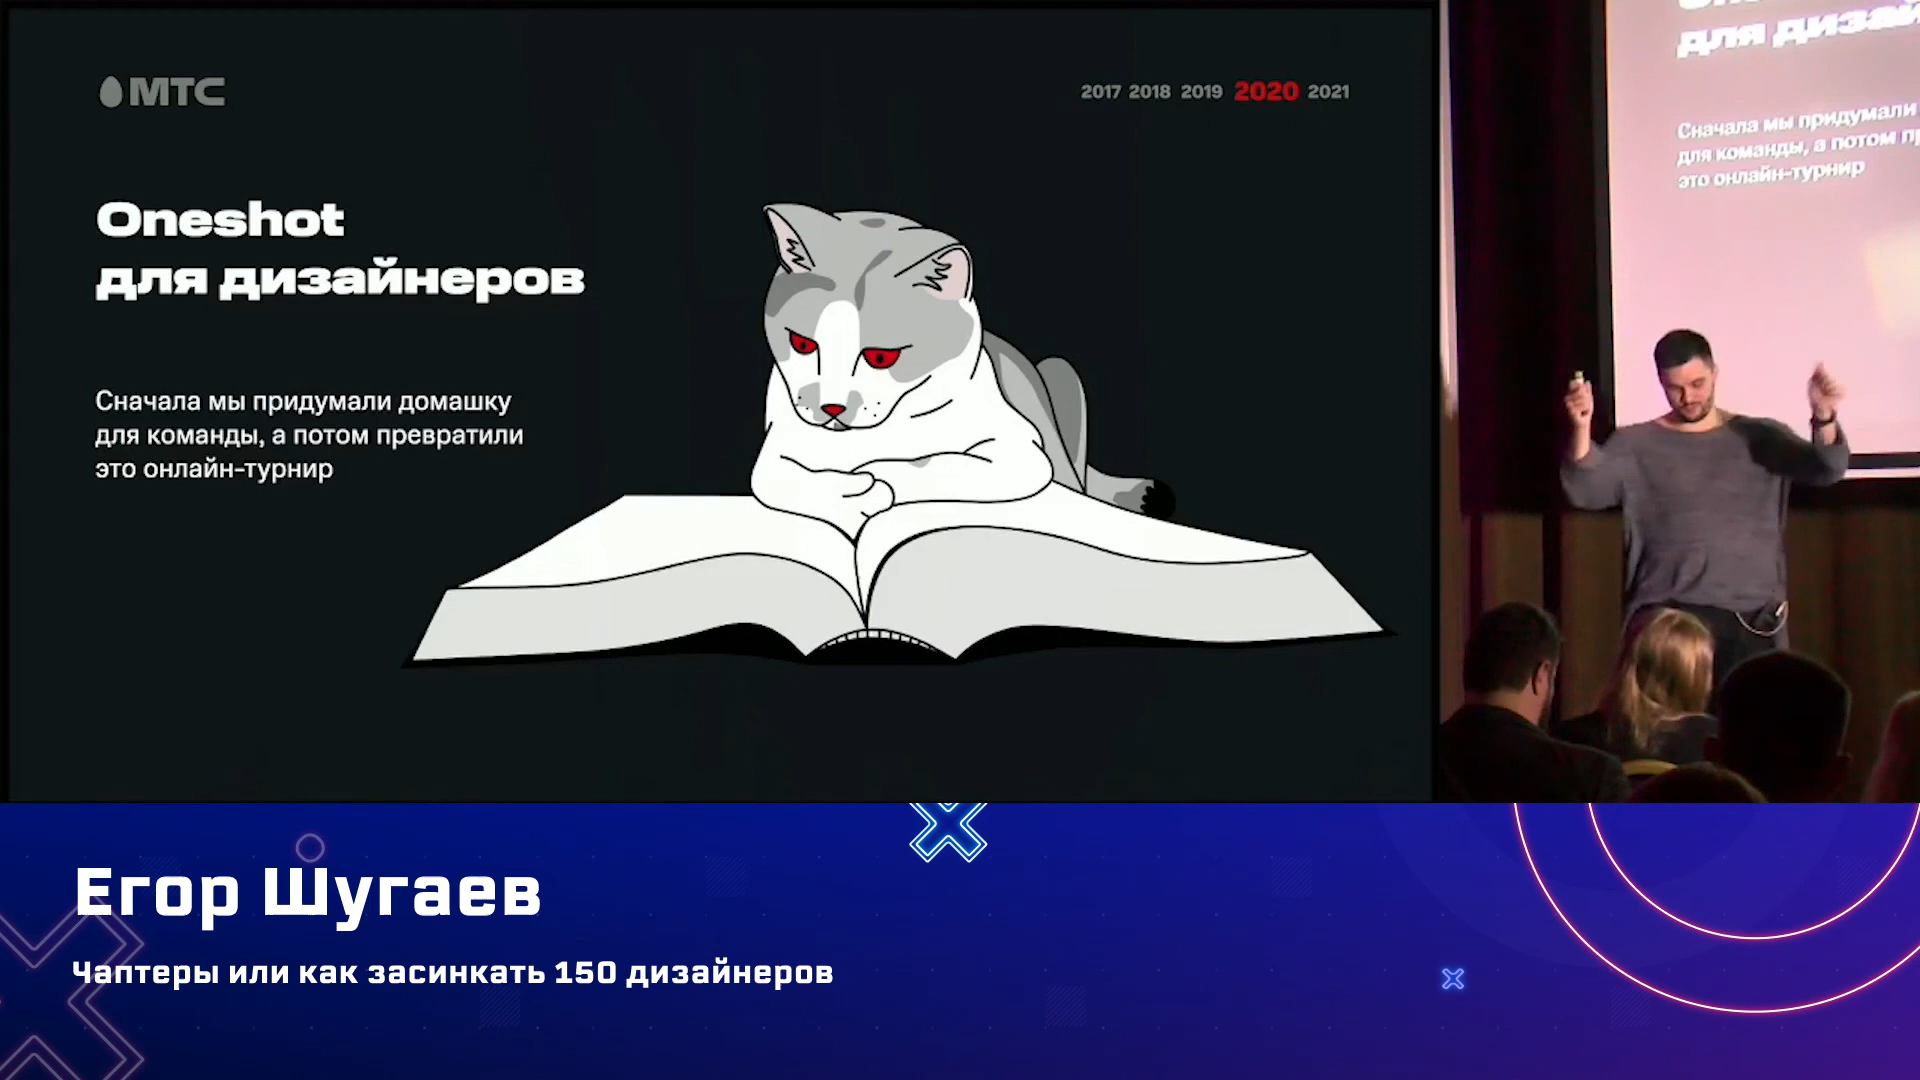 МТС
2017 2018 2019 2020 2021
Oneshot
для дизайнеров
Сначала мы придумали домашку
для команды, а потом превратили
это онлайн-турнир
для дизай
Сначала мы придумали
для команды, а потом
это онлайн-турнир
Егор Шугаев
Чаптеры или как засинкать 150 дизайнеров